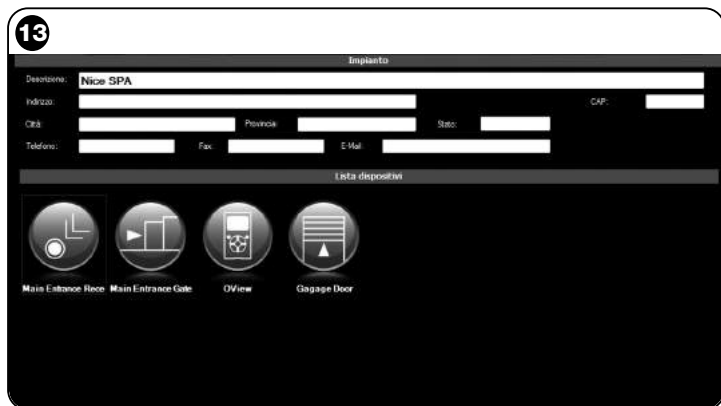 13
Impianto
Descrizione: Nice SPA
Indirizzo: CAP:
Città: Provincia: Stato:
Telefono: Fax: E-Mail:
Lista dispositivi
Main Entrance Rece Main Entrance Gate OView Gagage Door